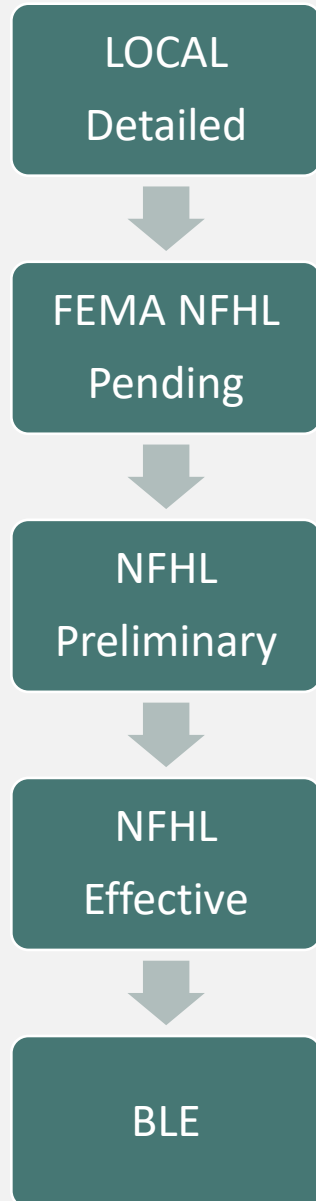 LOCAL
Detailed
FEMA NFHL
Pending
NFHL
Preliminary
NFHL
Effective
BLE